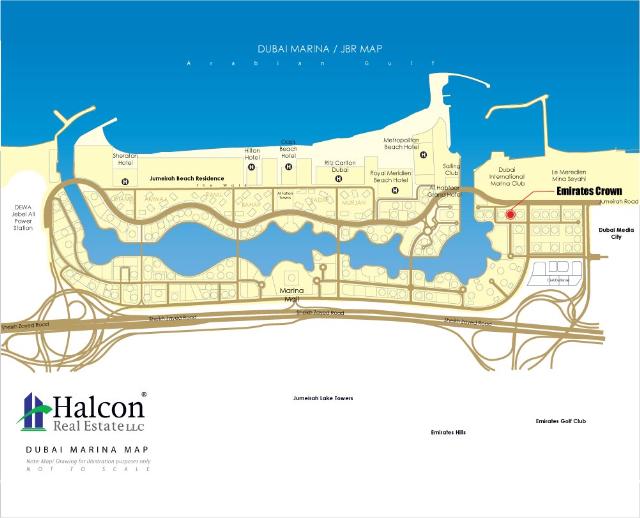 DUBAI MARINA / JBR MAP
Arabian Gulf
Metropolitan
Beach Hotel
Sheraton
Hotel
Hilton
Hotel
Oasis
Beach
Hotel
Ritz Carlton
Dubai
Royal Meridien
Beach Hotel
Sailing
Club
Dubai
International
Marina Club
Le Meredien
Mina Seyahi
Jumeirah Beach Residence
The Walk
Al Habtoor
Grand Hotel
Emirates Crown
Jumeirah Road
DEWA
Jebel Ali
Power
Station
Dubai Media
City
Marina
Mall
Sheikh Zayed Road
Sheikh Zayed Road
Sheikh Zayed Road
Sheikh Zayed Road
Jumeirah Lake Towers
Emirates Hills
Emirates Golf Club
Halcon®
Real Estate LLC
DUBAI MARINA MAP
Note: Map/ Drawing for illustration purposes only
NOT TO SCALE